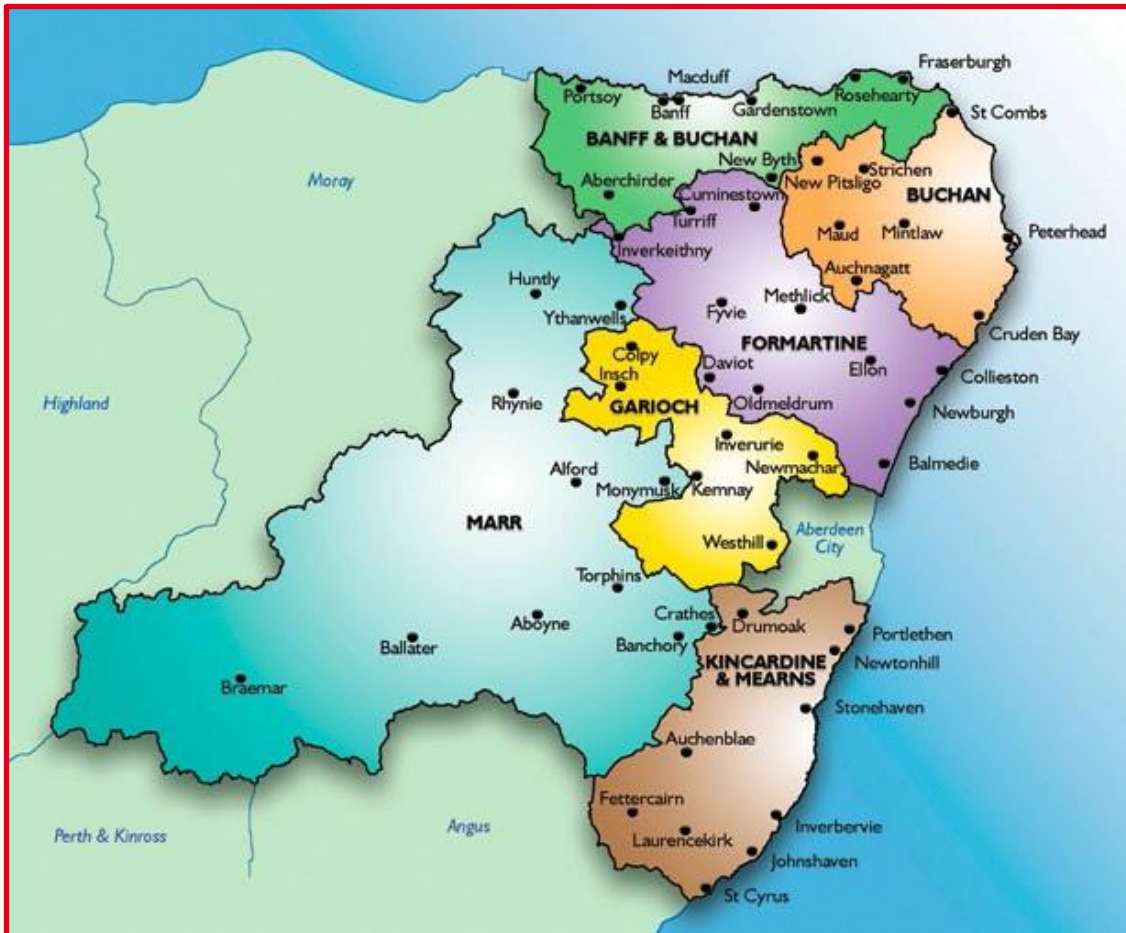 Fraserburgh
Macduff
Portsoy
Banff
Gardenstown
Rosehearty
St Combs
BANFF & BUCHAN
New Byth
Strichen
New Pitsligo
BUCHAN
Moray
Aberchirder
Cuminestown
Turriff
Maud
Mintlaw
Peterhead
Inverkeithny
Auchnagatt
Huntly
Methlick
Ythanwells
Fyvie
Cruden Bay
FORMARTINE
Colpy
Daviot
Ellon
Insch
Collieston
Highland
Rhynie
GARIOCH
Oldmeldrum
Newburgh
Inverurie
Newmachar
Balmedie
Alford
Monymusk
Kemnay
MARR
Westhill
Aberdeen
City
Torphins
Crathes
Aboyne
Drumoak
Portlethen
Ballater
Banchory
KINCARDINE
& MEARNS
Newtonhill
Braemar
Stonehaven
Auchenblae
Fettercairn
Inverbervie
Perth & Kinross
Angus
Laurencekirk
Johnshaven
St Cyrus